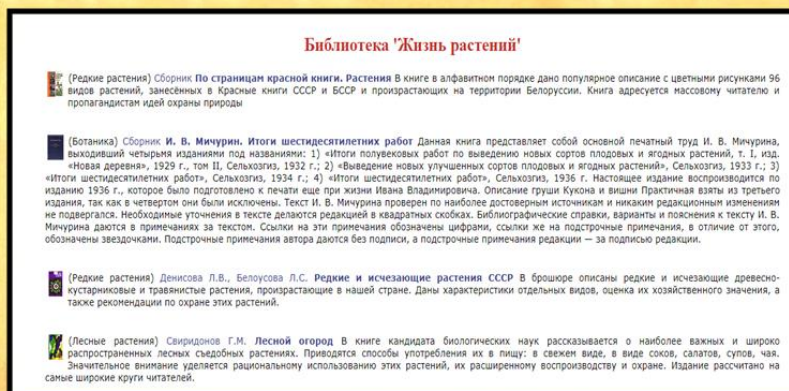 Библиотека 'Жизнь растений'
(Редкие растения) Сборник По страницам красной книги. Растения В книге в алфавитном порядке дано популярное описание с цветными рисунками 96
видов растений, занесённых в Красные книги СССР и БССР и произрастающих на территории Белоруссии. Книга адресуется массовому читателю и
пропагандистам идей охраны природы
(Ботаника) Сборник И. В. Мичурин. Итоги шестидесятилетних работ Данная книга представляет собой основной печатный труд И. В. Мичурина,
выходивший четырьмя изданиями под названиями: 1) «Итоги полувековых работ по выведению новых сортов плодовых и ягодных растений, т. I, изд.
«Новая деревня», 1929 г., том II, Сельхозгиз, 1932 г.; 2) «Выведение новых улучшенных сортов плодовых и ягодных растений», Сельхозгиз, 1933 г.; 3)
«Итоги шестидесятилетних работ», Сельхозгиз, 1934 г.; 4) «Итоги шестидесятилетних работ», Сельхозгиз, 1936 г. Настоящее издание воспроизводится по
изданию 1936 г., которое было подготовлено к печати еще при жизни Ивана Владимировича. Описание груши Кукона и вишни Практичная взяты из третьего
издания, так как в четвертом они были исключены. Текст И. В. Мичурина проверен по наиболее достоверным источникам и никаким редакционным изменениям
не подвергался. Необходимые уточнения в тексте делаются редакцией в квадратных скобках. Библиографические справки, варианты и пояснения к тексту И. В.
Мичурина даются в примечаниях за текстом. Ссылки на эти примечания обозначены цифрами, ссылки же на подстрочные примечания, в отличие от этого,
обозначены звездочками. Подстрочные примечания автора даются без подписи, а подстрочные примечания редакции — за подписью редакции.
(Редкие растения) Денисова Л.В., Белоусова Л.С. Редкие и исчезающие растения СССР В брошюре описаны редкие и исчезающие древесно-
кустарниковые и травянистые растения, произрастающие в нашей стране. Даны характеристики отдельных видов, оценка их хозяйственного значения, а
также рекомендации по охране этих растений.
(Лесные растения) Свиридонов Г.М. Лесной огород В книге кандидата биологических наук рассказывается о наиболее важных и широко
распространенных лесных съедобных растениях. Приводятся способы употребления их в пищу: в свежем виде, в виде соков, салатов, супов, чая.
Значительное внимание уделяется рациональному использованию этих растений, их расширенному воспроизводству и охране. Издание рассчитано на
самые широкие круги читателей.